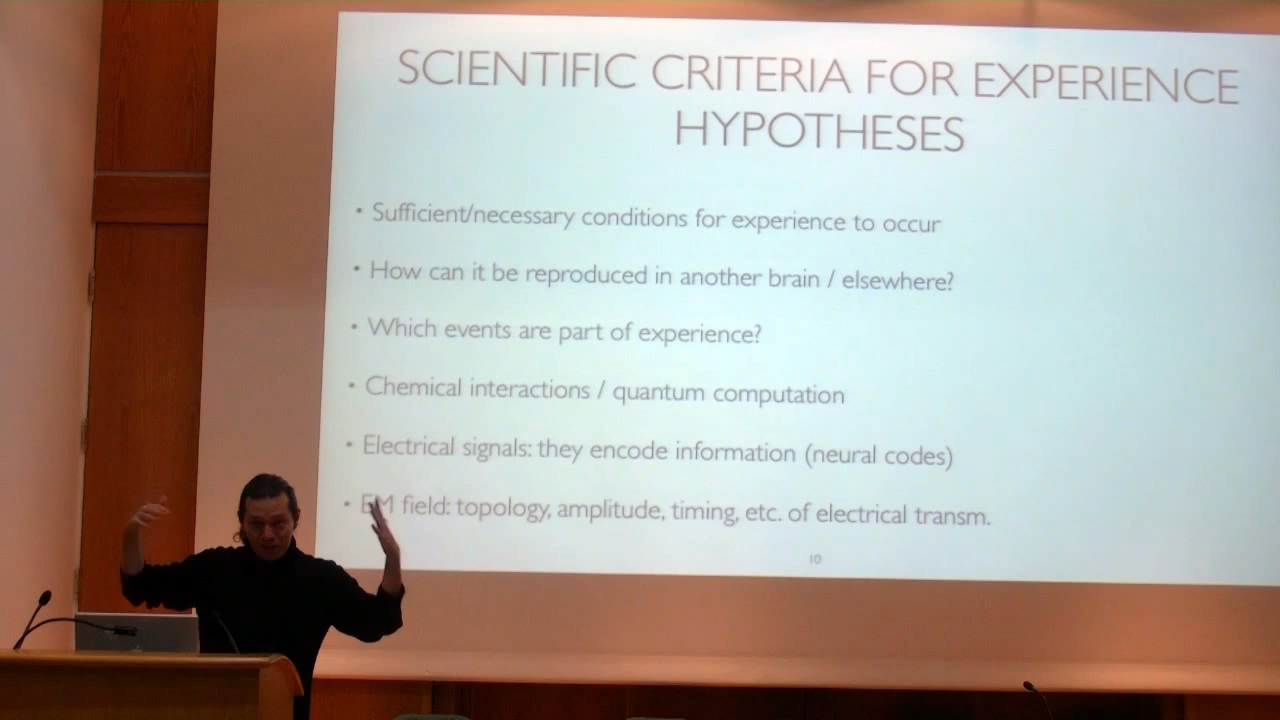 SCIENTIFIC CRITERIA FOR EXPERIENCE
HYPOTHESES
• Sufficient/necessary conditions for experience to occur
• How can it be reproduced in another brain / elsewhere?
• Which events are part of experience?
• Chemical interactions / quantum computation
• Electrical signals: they encode information (neural codes)
• EM field: topology, amplitude, timing, etc. of electrical transm.
10